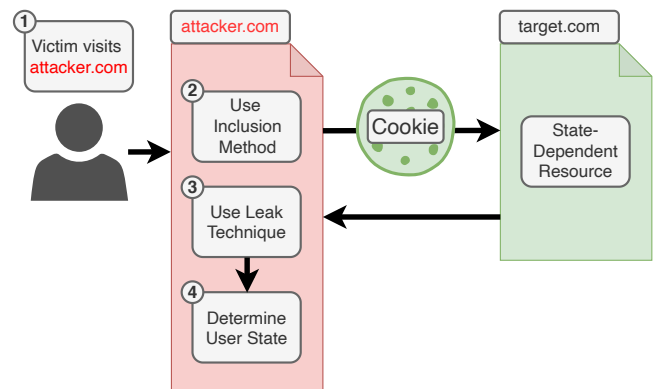 1
Victim visits
attacker.com
attacker.com
2
Use
Inclusion
Method
3
Use Leak
Technique
4
Determine
User State
Cookie
target.com
State-
Dependent
Resource